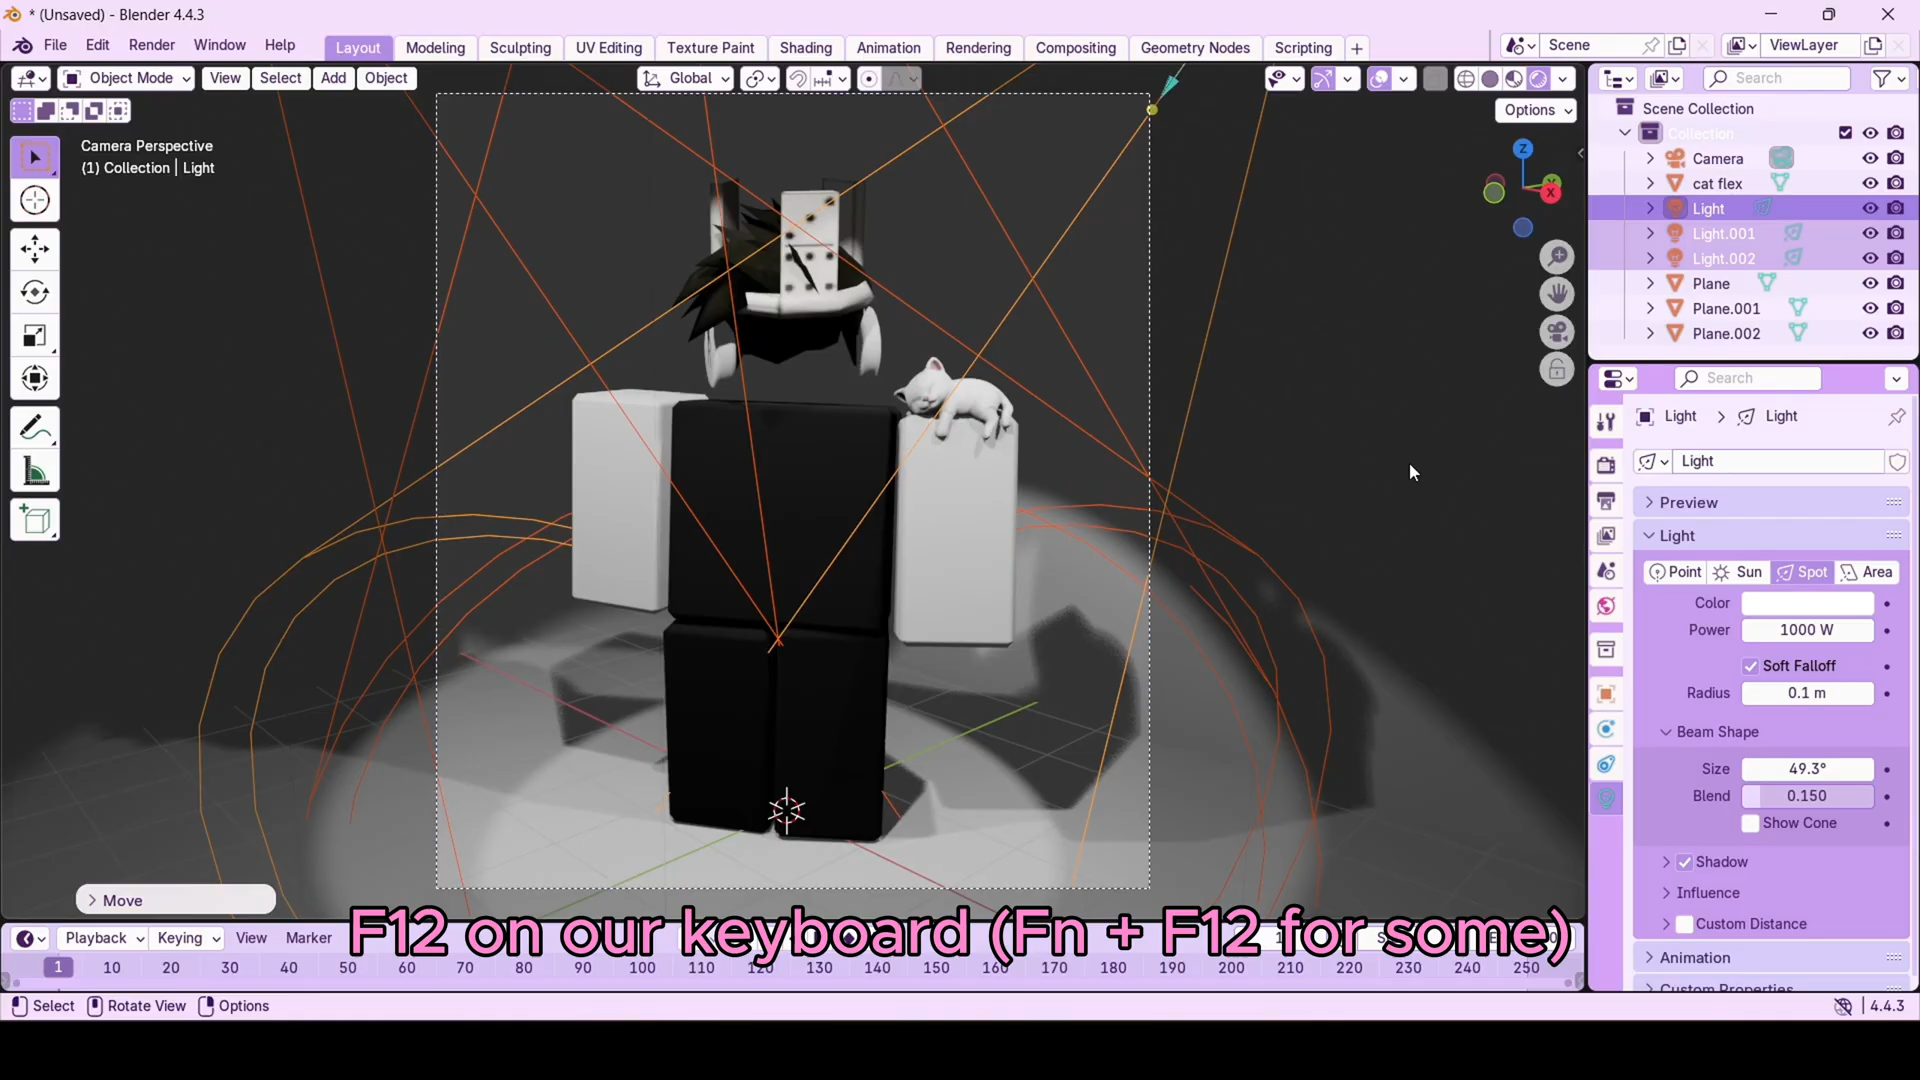 * (Unsaved) - Blender 4.4.3
File Edit Render Window Help Layout Modeling Sculpting UV Editing Texture Paint Shading Animation Rendering Compositing Geometry Nodes Scripting + Scene ViewLayer
Object Mode View Select Add Object Global Search
Options
Camera Perspective
(1) Collection | Light
Z
X
Scene Collection
Collection
Camera
cat flex
Light
Light.001
Light.002
Plane
Plane.001
Plane.002
Search
Light > Light
Light
Preview
Light
Point Sun Spot Area
Color
Power 1000 W
Soft Falloff
Radius 0.1 m
Beam Shape
Size 49.3°
Blend 0.150
Show Cone
Shadow
Influence
Custom Distance
Animation
Custom Properties
Move
F12 on our keyboard (Fn + F12 for some)
Playback Keying View Marker
1 10 20 30 40 50 60 70 80 90 100 110 120 130 140 150 160 170 180 190 200 210 220 230 240 250
Select Rotate View Options 4.4.3